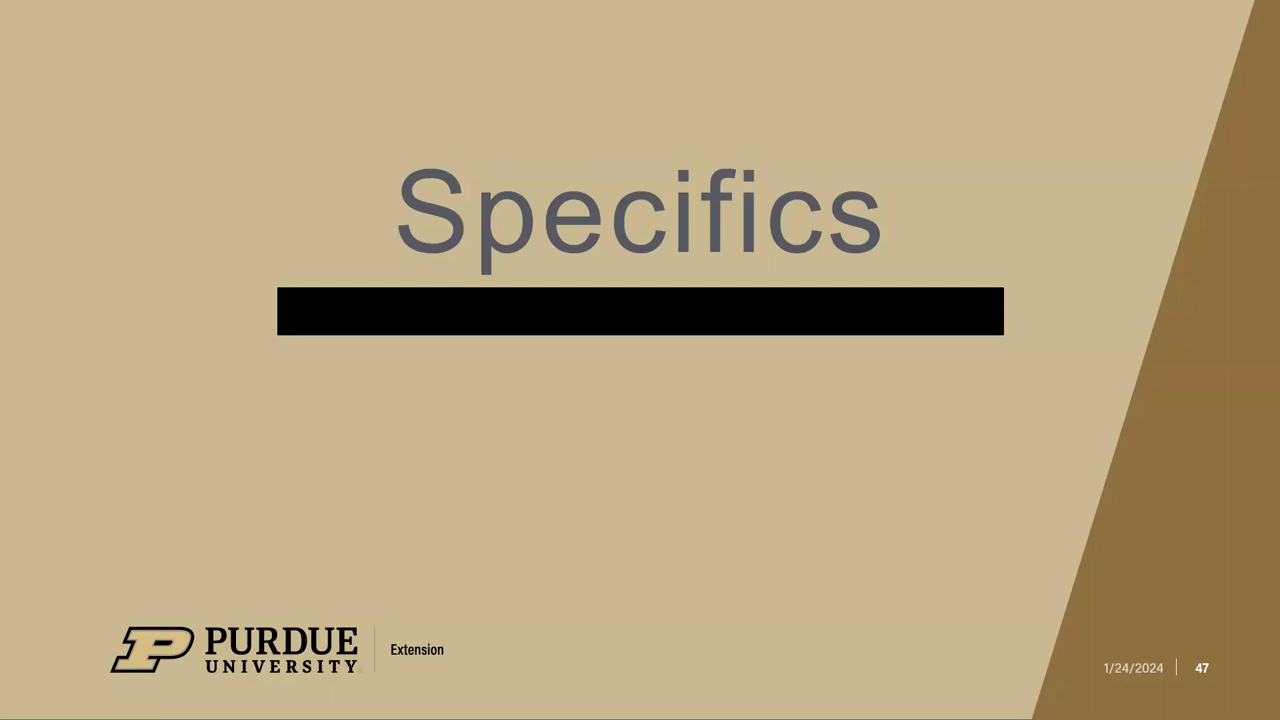 Specifics
PURDUE
UNIVERSITY
Extension
1/24/2024 | 47